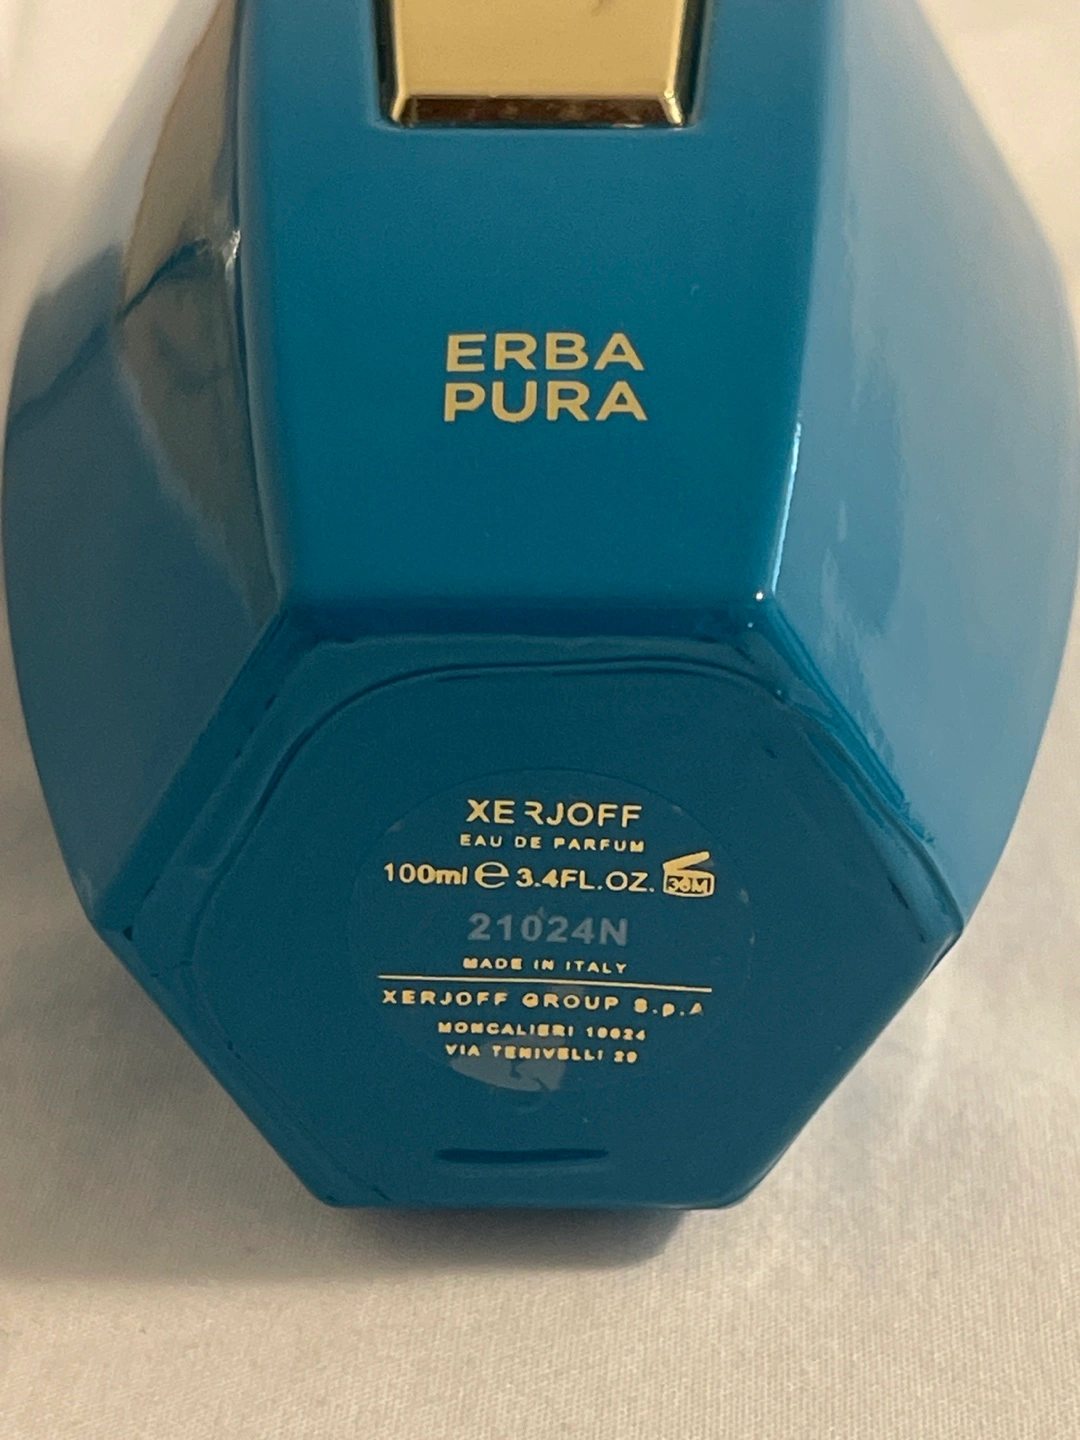 ERBA
PURA
XERJOFF
EAU DE PARFUM
100ml e 3.4FL.OZ. 36M
21024N
MADE IN ITALY
XERJOFF GROUP S.p.A
MONCALIERI 10024
VIA TENIVELLI 29